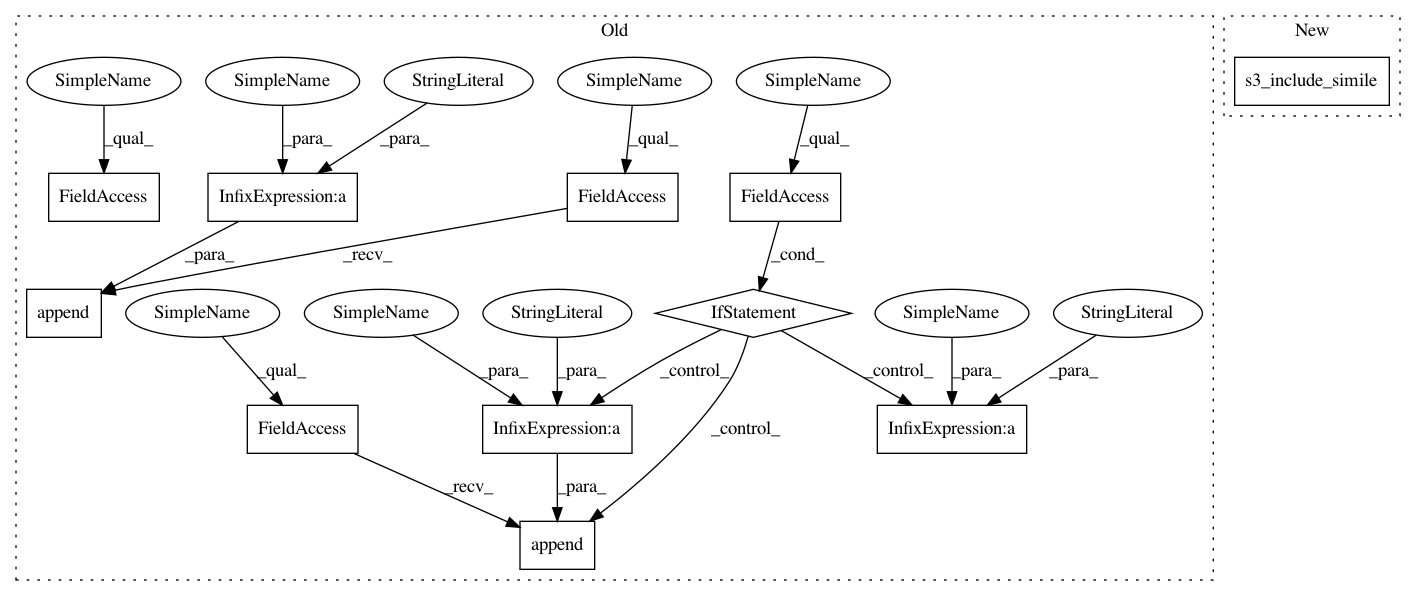 Old
New
SimpleName
SimpleName
StringLiteral
SimpleName
SimpleName
s3_include_simile
_qual_
_para_
_para_
_qual_
_qual_
FieldAccess
InfixExpression:a
FieldAccess
FieldAccess
_para_
_recv_
_cond_
append
SimpleName
SimpleName
StringLiteral
IfStatement
SimpleName
StringLiteral
_qual_
_para_
_para_
_control_
_control_
_para_
_para_
FieldAccess
InfixExpression:a
_control_
InfixExpression:a
_recv_
_para_
append